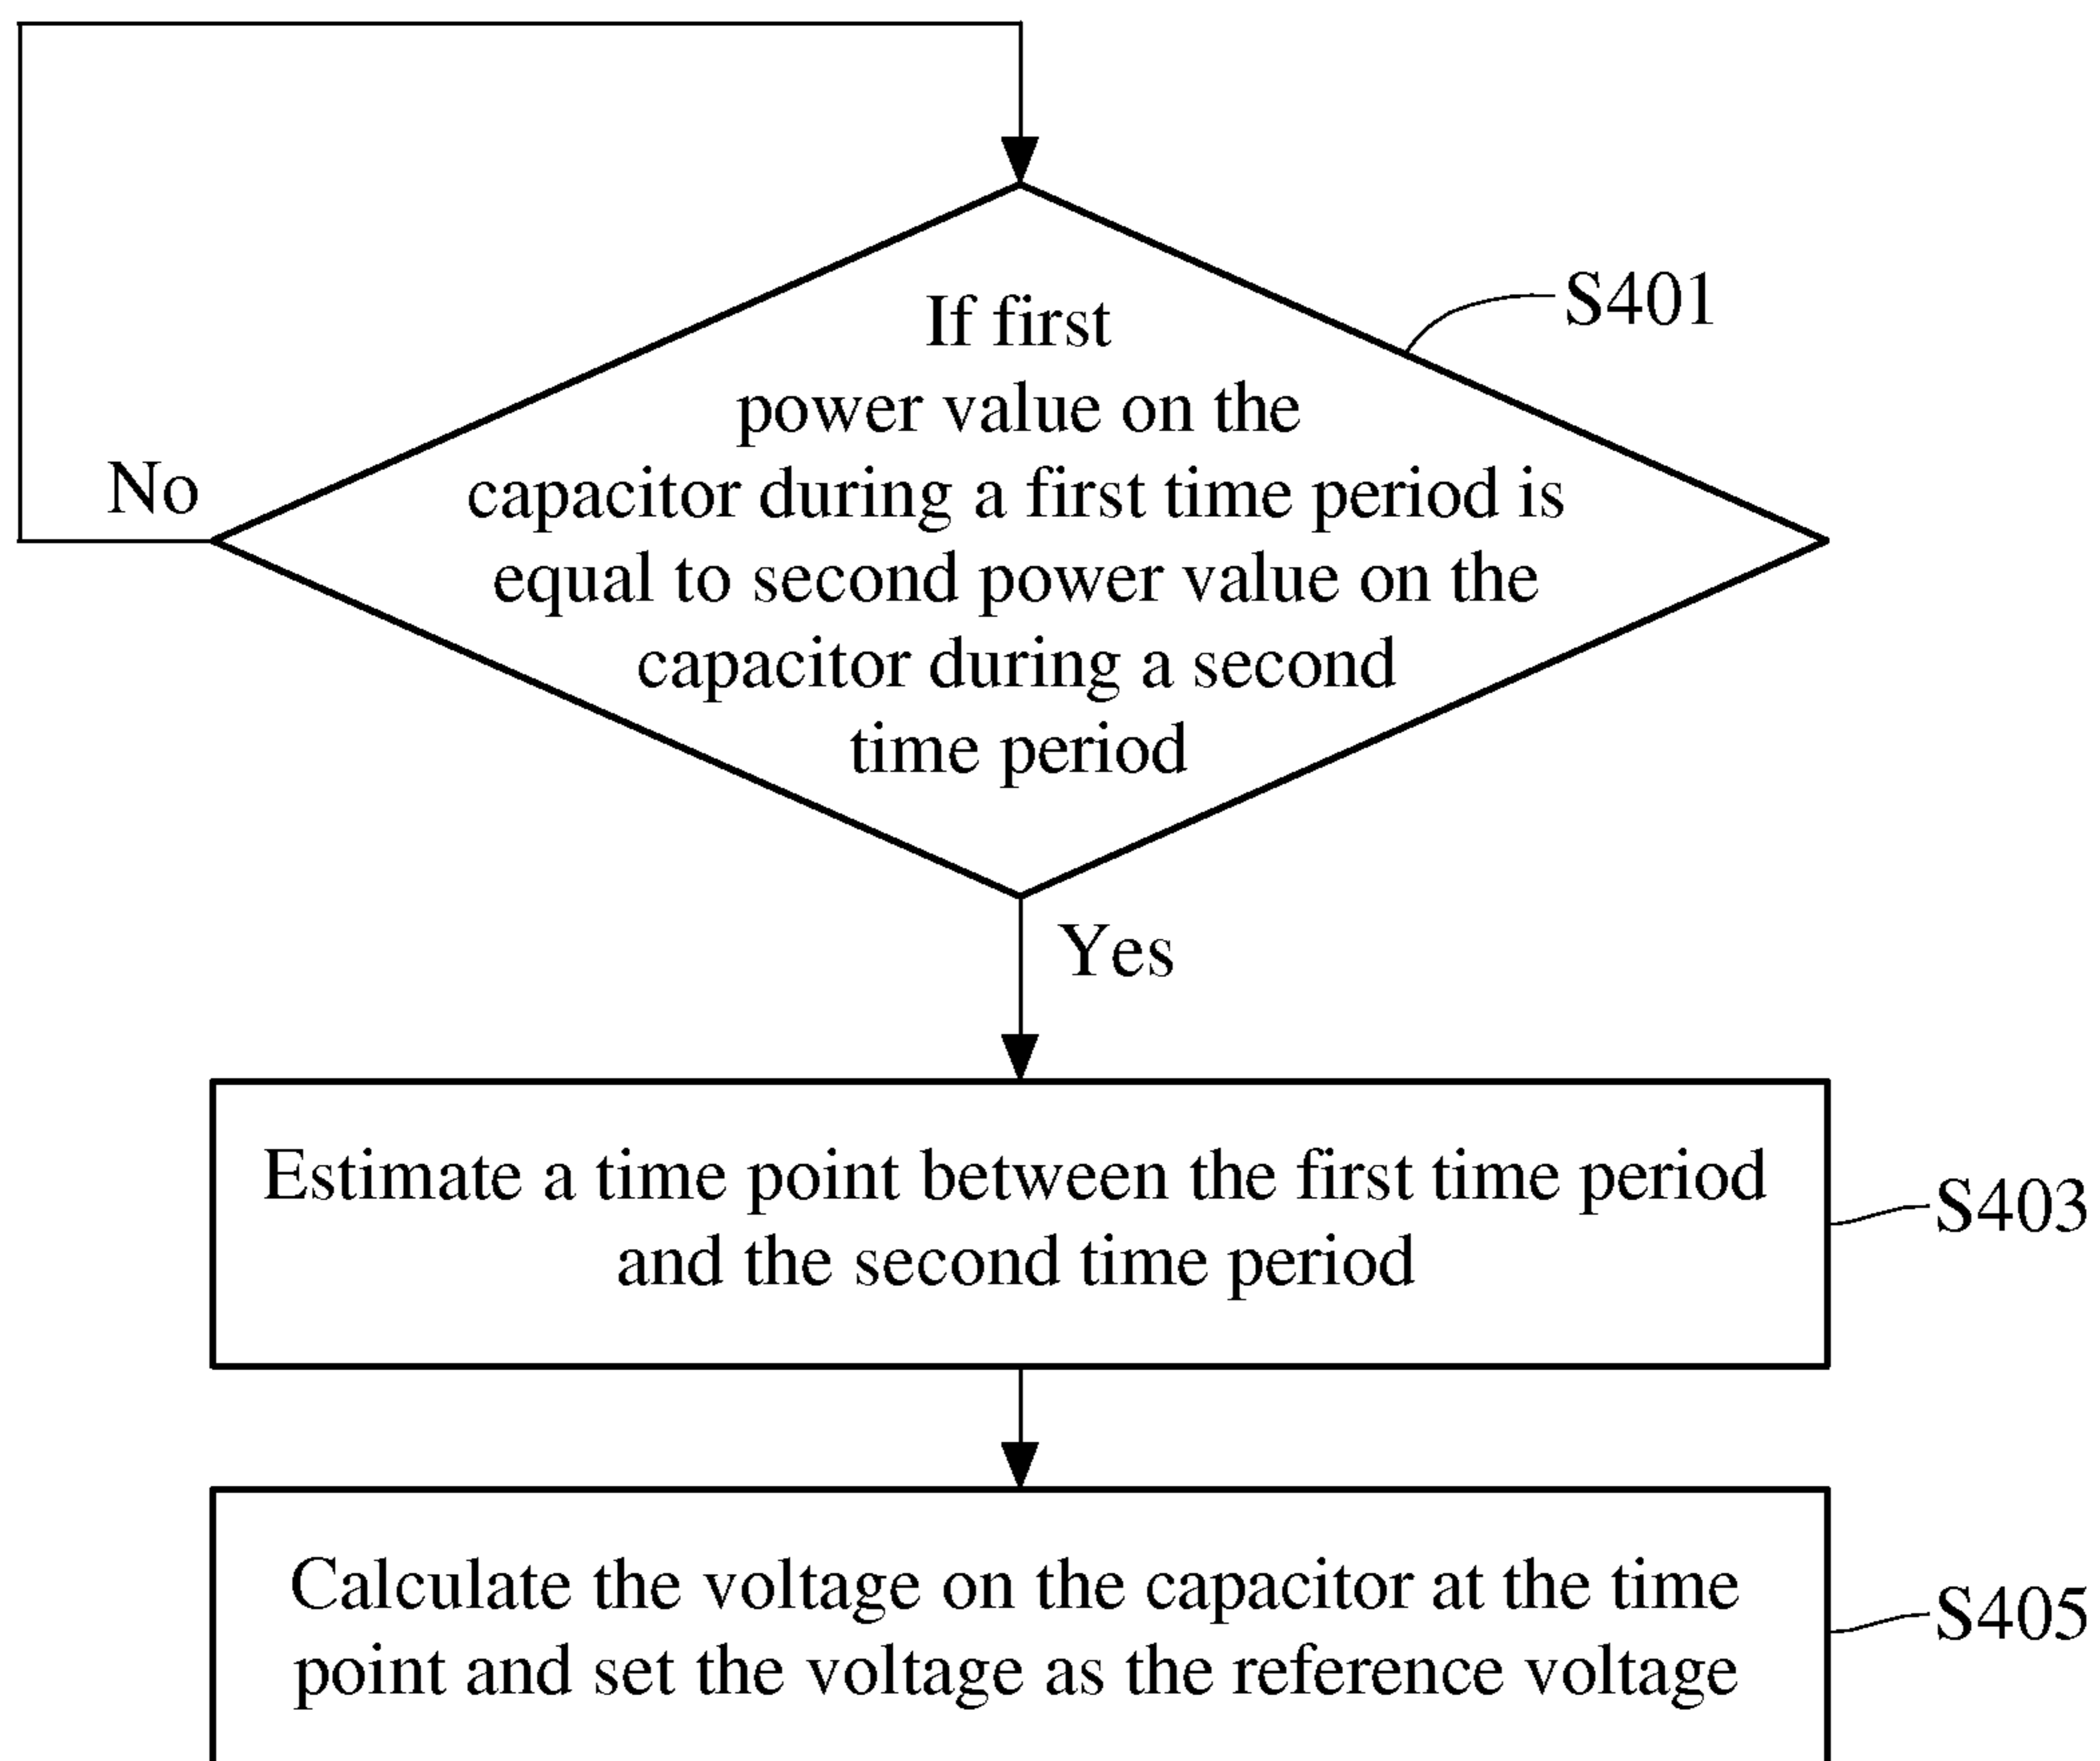 If first
S401
power value on the
capacitor during a first time period is
No
equal to second power value on the
capacitor during a second
time period
Yes
Estimate a time point between the first time period
and the second time period
S403
Calculate the voltage on the capacitor at the time
point and set the voltage as the reference voltage
S405